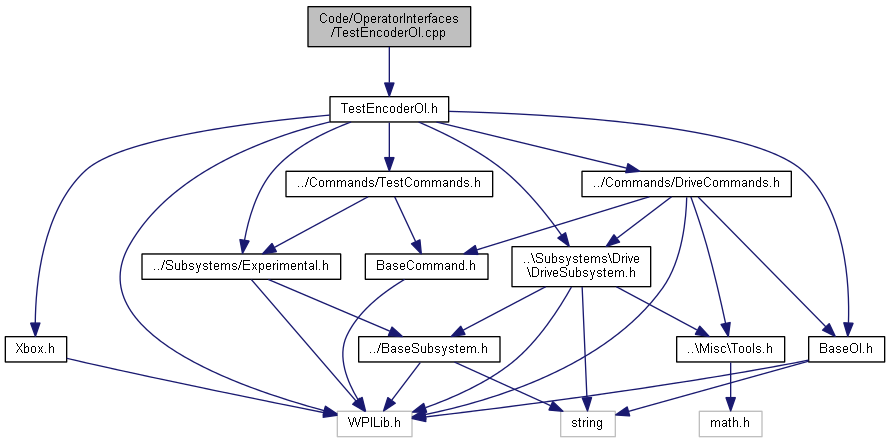 Code/OperatorInterfaces
/TestEncoderOI.cpp
TestEncoderOI.h
../Commands/TestCommands.h
../Commands/DriveCommands.h
../Subsystems/Experimental.h
BaseCommand.h
..\Subsystems\Drive
\DriveSubsystem.h
Xbox.h
../BaseSubsystem.h
..\Misc\Tools.h
BaseOI.h
WPILib.h
string
math.h